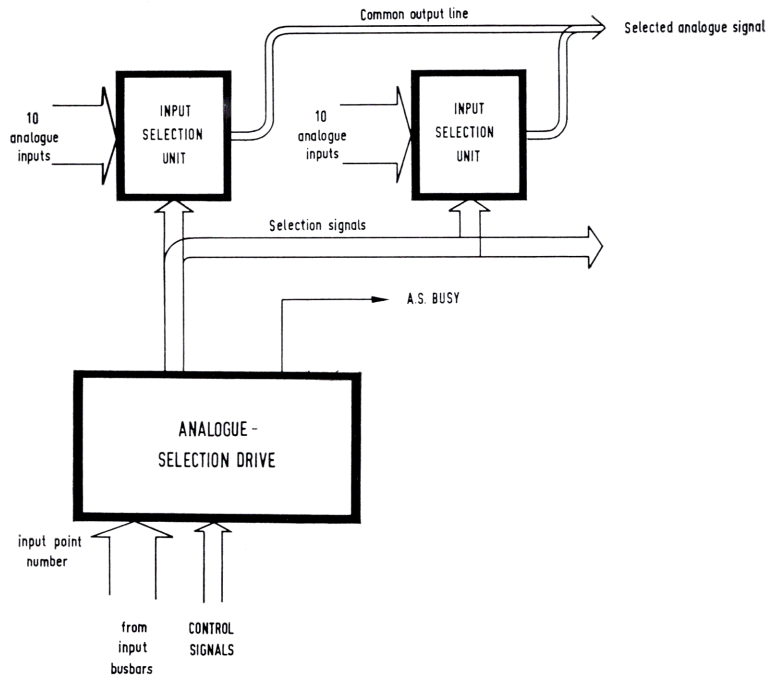 Common output line
Selected analogue signal
10
analogue
inputs
INPUT
SELECTION
UNIT
10
analogue
inputs
INPUT
SELECTION
UNIT
Selection signals
A.S. BUSY
ANALOGUE -
SELECTION DRIVE
input point
number
from
input
busbars
CONTROL
SIGNALS